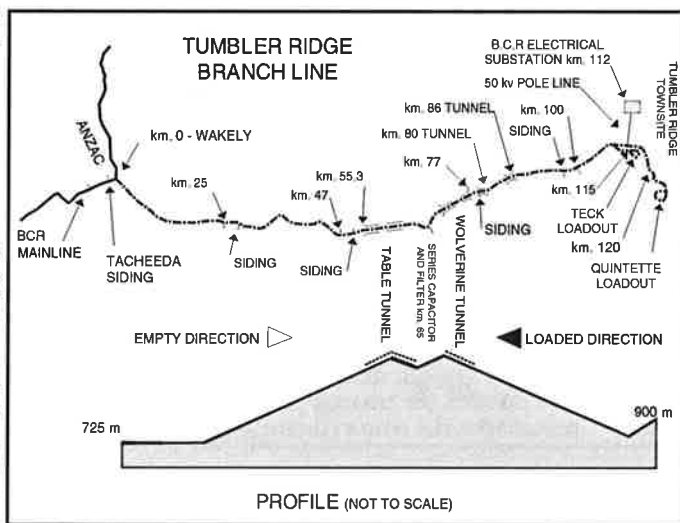 TUMBLER RIDGE
BRANCH LINE
B.C.R ELECTRICAL
SUBSTATION km. 112
50 kv POLE LINE
TUMBLER RIDGE
TOWNSITE
km. 86 TUNNEL
km. 100
km. 80 TUNNEL
SIDING
km. 77
ANZAC
km. 0 - WAKELY
km. 25
km. 47
55.3
km.
BCR
MAINLINE
TACHEEDA
SIDING
SIDING
SIDING
TABLE TUNNEL
SERIES CAPACITOR
AND FILTER km. 65
WOLVERINE TUNNEL
SIDING
km. 115
TECK
LOADOUT
km. 120
QUINTETTE
LOADOUT
EMPTY DIRECTION
LOADED DIRECTION
725 m
900 m
PROFILE (NOT TO SCALE)